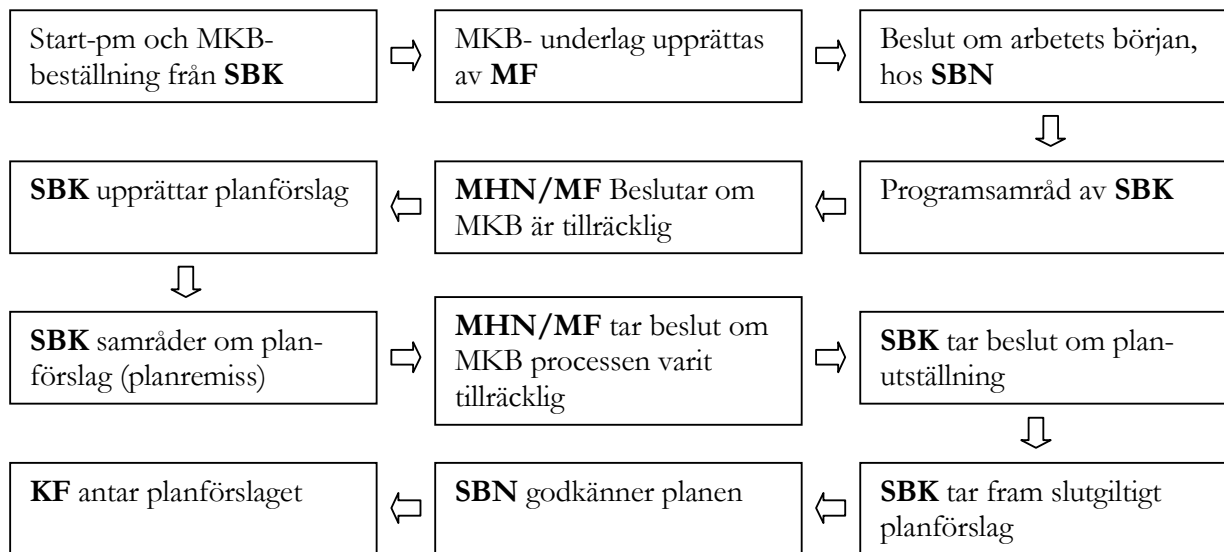 Start-pm och MKB-
beställning från SBK
MKB- underlag upprättas
av MF
Beslut om arbetets början,
hos SBN
Programsamråd av SBK
MHN/MF Beslutar om
MKB är tillräcklig
SBK upprättar planförslag
SBK samråder om plan-
förslag (planremiss)
MHN/MF tar beslut om
MKB processen varit
tillräcklig
SBK tar beslut om plan-
utställning
SBK tar fram slutgiltigt
planförslag
SBN godkänner planen
KF antar planförslaget